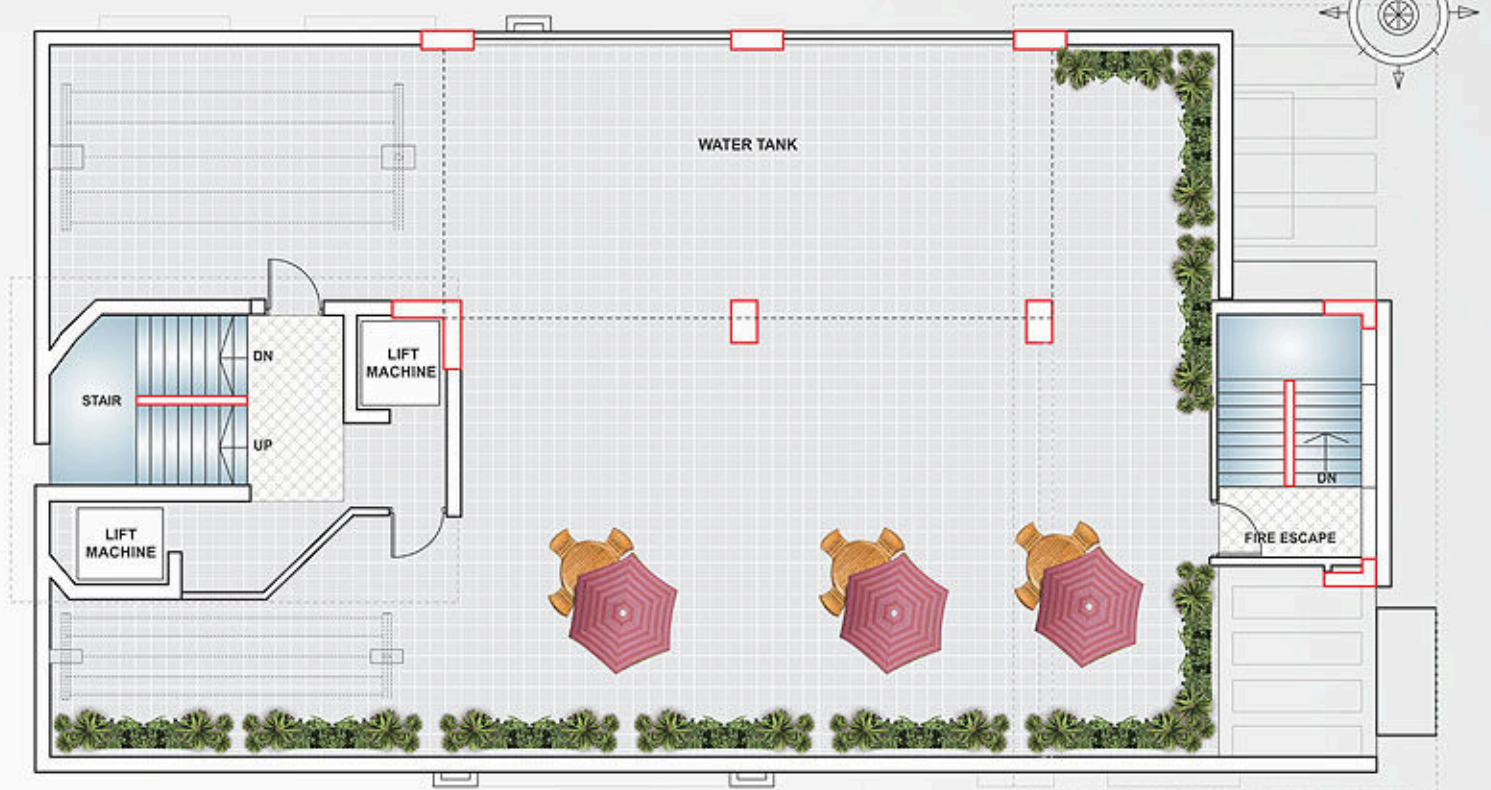 WATER TANK
DN
LIFT
MACHINE
STAIR
UP
DN
LIFT
MACHINE
FIRE ESCAPE